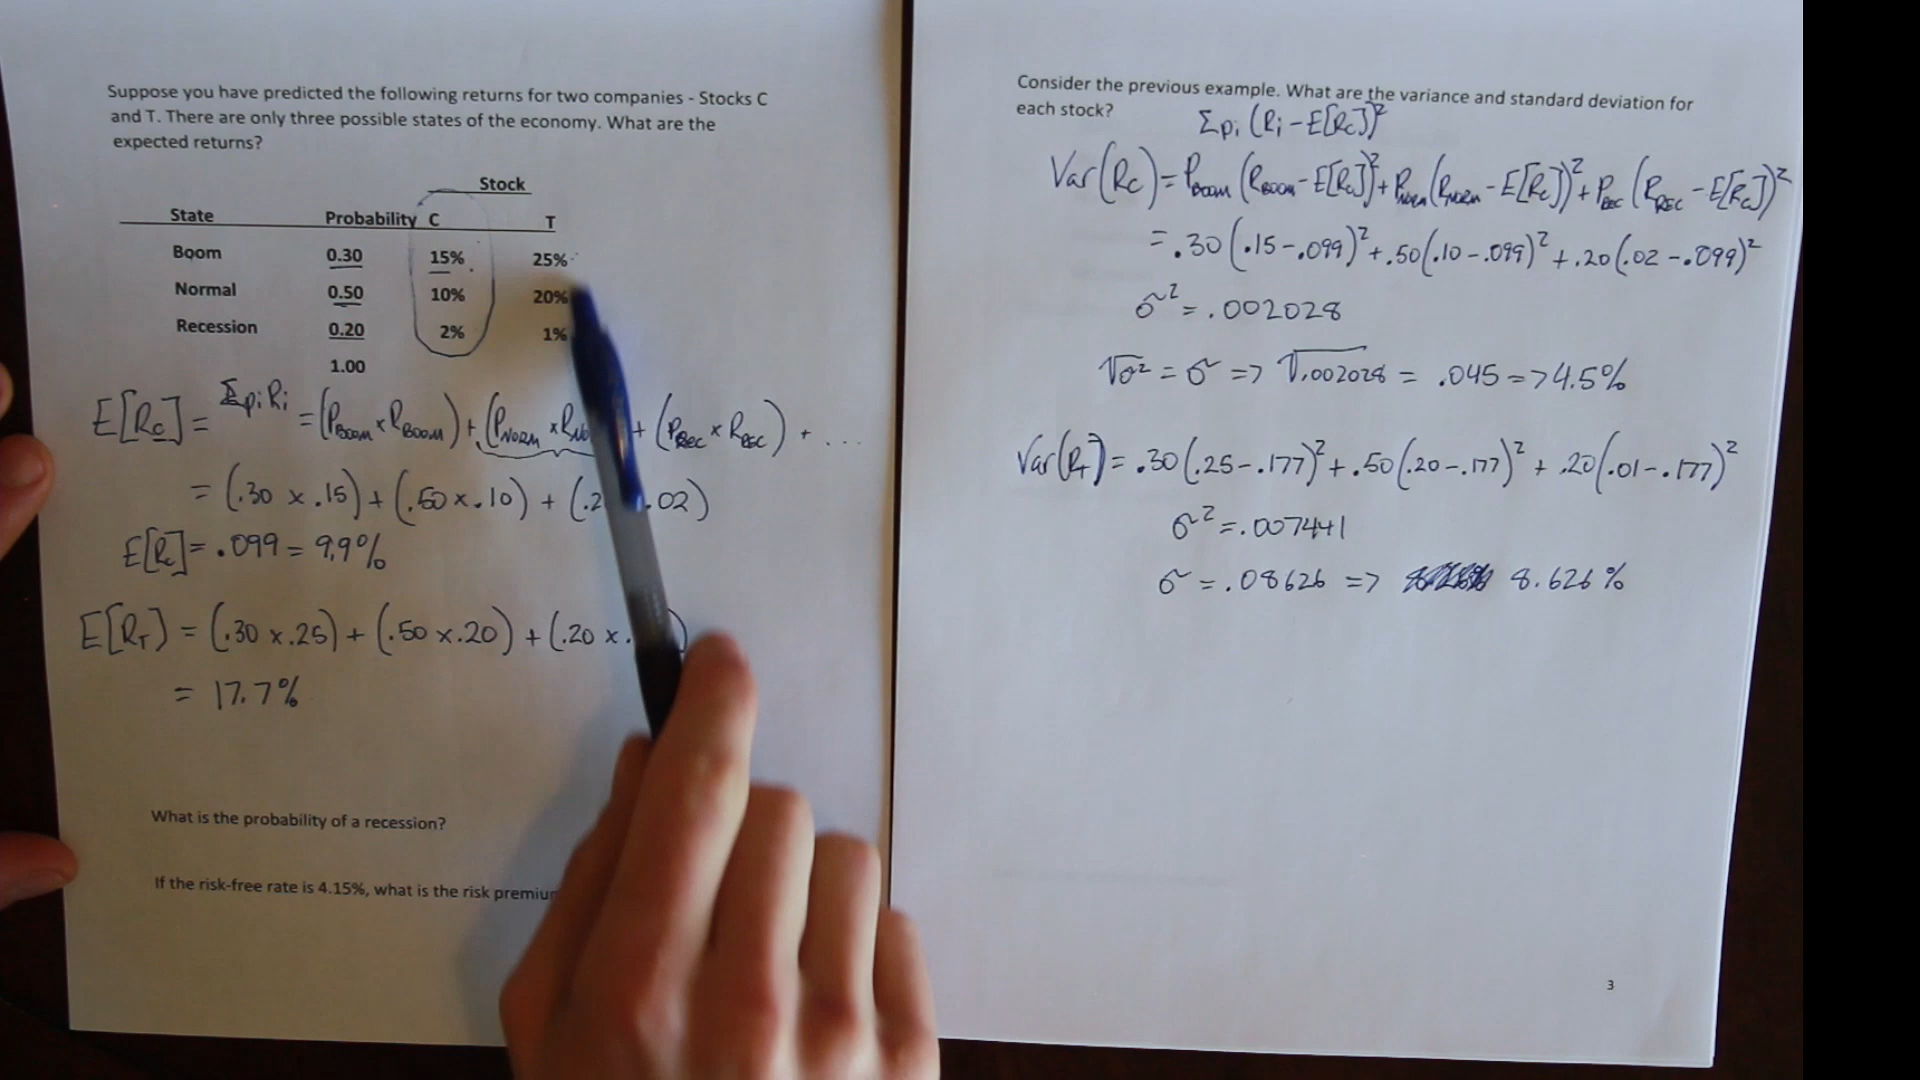 Suppose you have predicted the following returns for two companies - Stocks C
and T. There are only three possible states of the economy. What are the
expected returns?
Stock
State Probability C T
Boom 0.30 15% 25%
Normal 0.50 10% 20%
Recession 0.20 2% 1%
1.00
E[Rc] = Σpi Ri = (PBOOM × RBOOM) + (PNORM × RNO + (PREC × REC) + ...
= (.30 × .15) + (.50 × .10) + (.2 .02)
E[Rc] = .099 = 9.9%
E[RT) = (.30 × .25) + (.50 × .20) + (.20 × . )
= 17.7%
What is the probability of a recession?
If the risk-free rate is 4.15%, what is the risk
Consider the previous example. What are the variance and standard deviation for
each stock?
Σpi (Ri - E[Rc])²
Var(Rc) = PBOOM (RBOOM - E[Rc])² + PNORM (RNORM - E[Rc])² + PREC (RREC - E[Rc])²
= .30(.15 - .099)² + .50(.10 - .099)² + .20(.02 - .099)²
σ² = .002028
√σ² = σ => √.002028 = .045 => 4.5%
Var(RT) = .30(.25 - .177)² + .50(.20 - .177)² + .20(.01 - .177)²
σ² = .007441
σ = .08626 => 8.626%
3